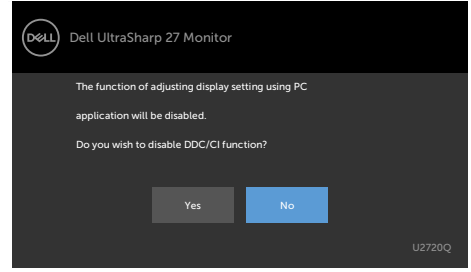 DELL Dell UltraSharp 27 Monitor
The function of adjusting display setting using PC
application will be disabled.
Do you wish to disable DDC/CI function?
Yes No
U2720Q